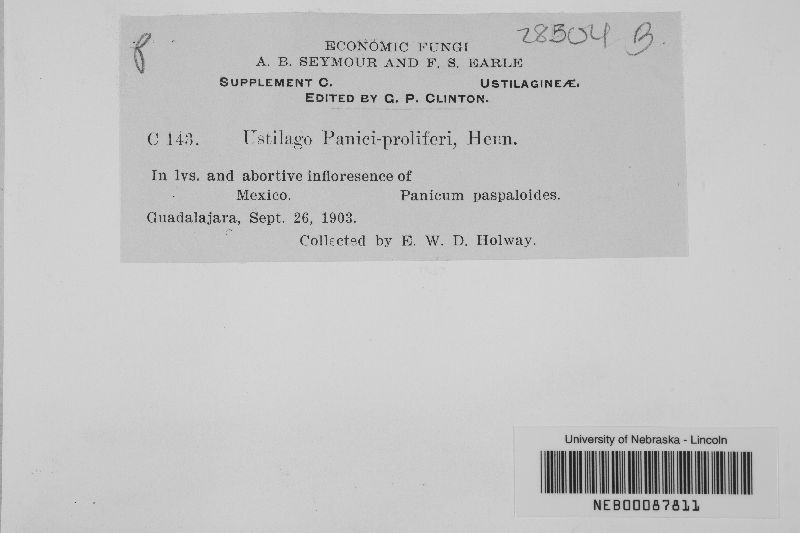 28504 B
ECONOMIC FUNGI
A. B. SEYMOUR AND F. S. EARLE
SUPPLEMENT C. USTILAGINEÆ.
EDITED BY G. P. CLINTON.
C 143. Ustilago Panici-proliferi, Henn.
In lvs. and abortive infloresence of
Mexico. Panicum paspaloides.
Guadalajara, Sept. 26, 1903.
Collected by E. W. D. Holway.
University of Nebraska - Lincoln
NEB00087811